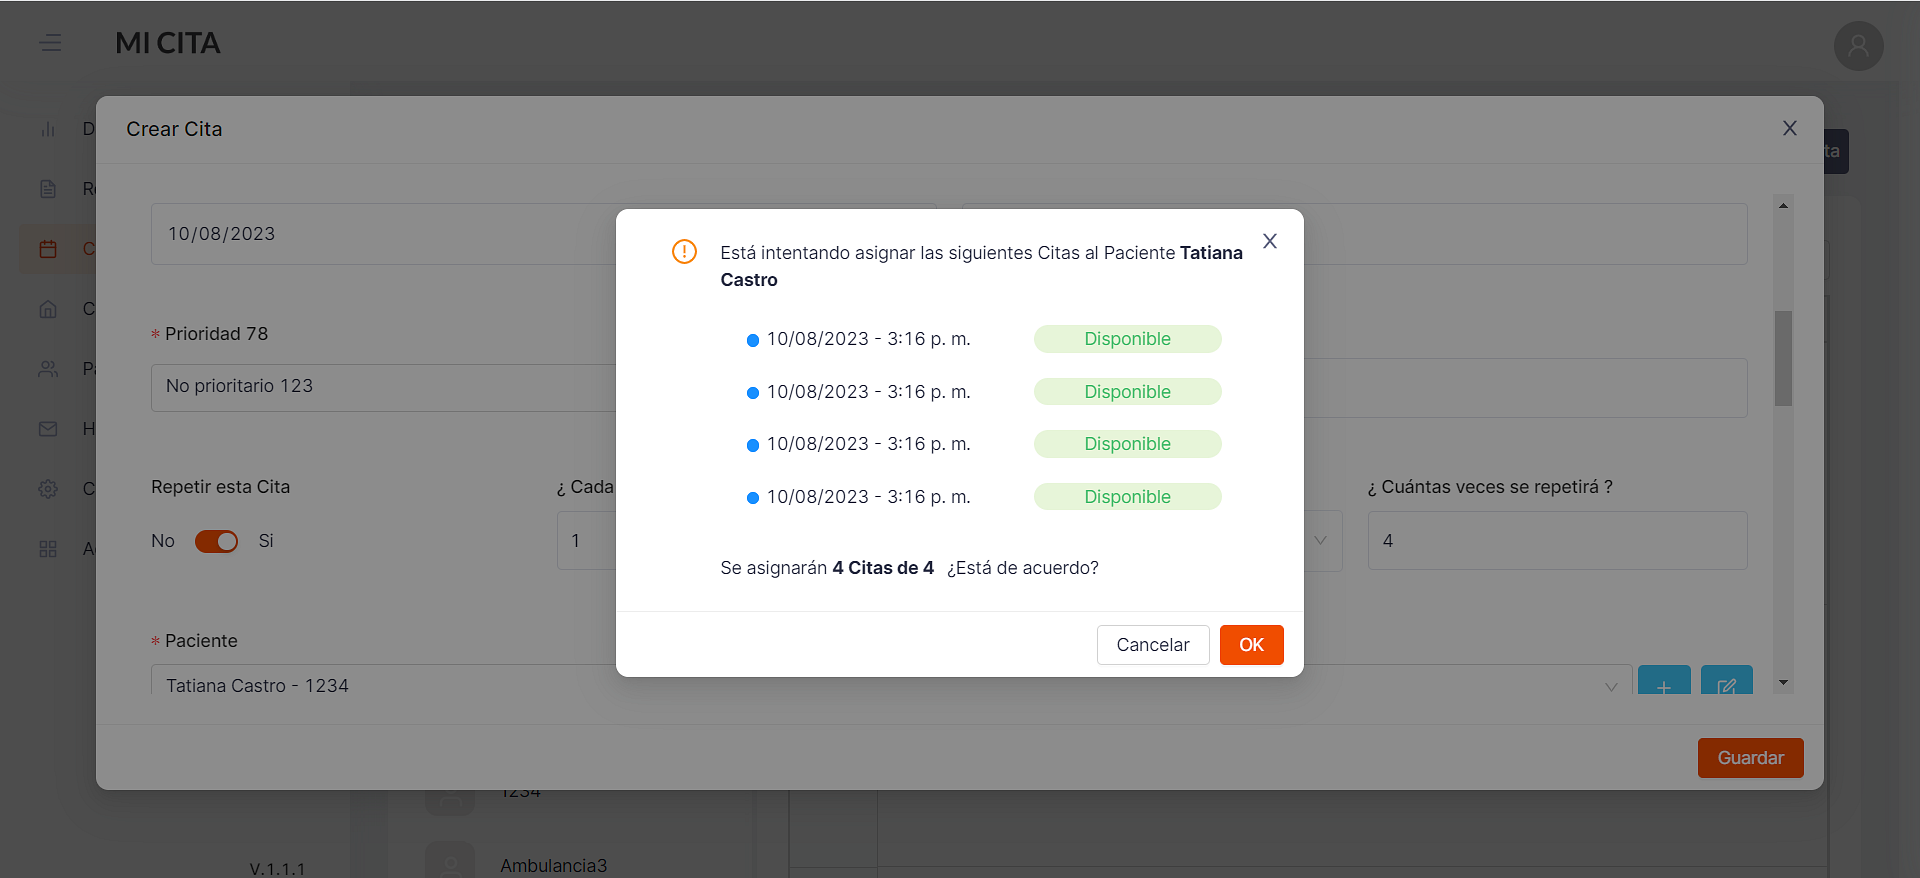 MI CITA
Crear Cita
ta
10/08/2023
* Prioridad 78
No prioritario 123
Repetir esta Cita
No
Si
¿ Cada
1
¿ Cuántas veces se repetirá ?
4
* Paciente
Tatiana Castro - 1234
Guardar
Está intentando asignar las siguientes Citas al Paciente Tatiana
Castro
10/08/2023 - 3:16 p. m. Disponible
10/08/2023 - 3:16 p. m. Disponible
10/08/2023 - 3:16 p. m. Disponible
10/08/2023 - 3:16 p. m. Disponible
Se asignarán 4 Citas de 4 ¿Está de acuerdo?
Cancelar OK
1234
Ambulancia3
V.1.1.1